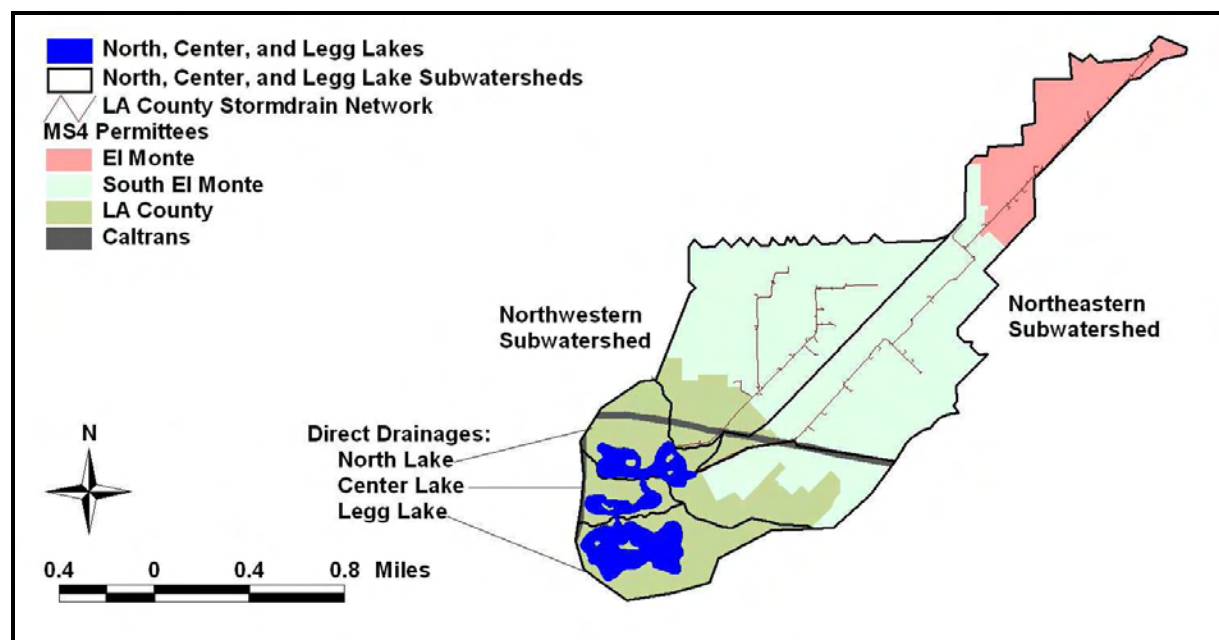 North, Center, and Legg Lakes
North, Center, and Legg Lake Subwatersheds
LA County Stormdrain Network
MS4 Permittees
El Monte
South El Monte
LA County
Caltrans
Northwestern
Subwatershed
Northeastern
Subwatershed
Direct Drainages:
North Lake
Center Lake
Legg Lake
N
0.4 0 0.4 0.8 Miles